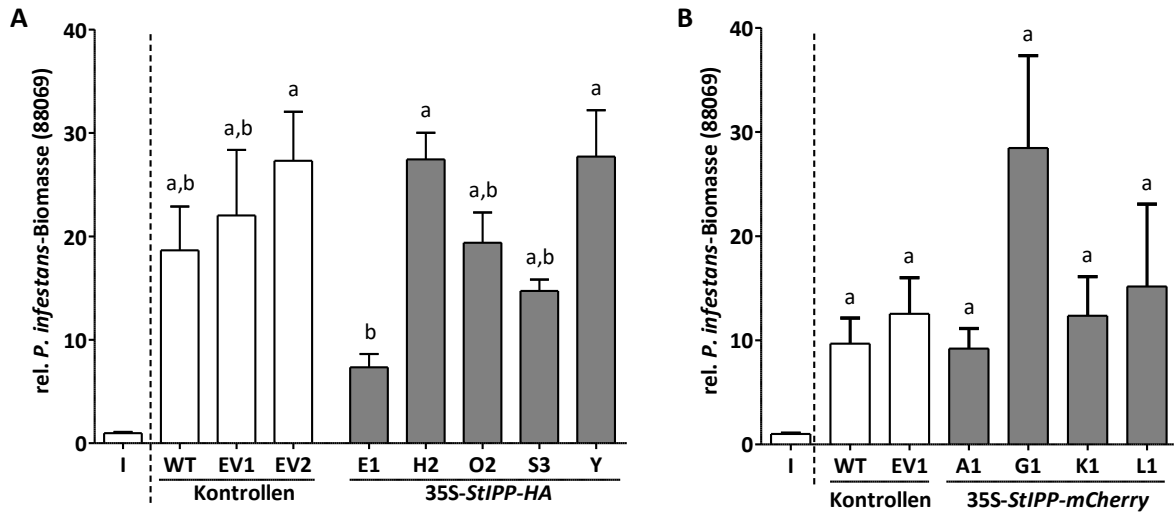 A
rel. P. infestans-Biomasse (88069)
40
30
20
10
0
a,b
a,b
a
b
a
a,b
a,b
a
I
WT
EV1
EV2
E1
H2
O2
S3
Y
Kontrollen
35S-StIPP-HA
B
rel. P. infestans-Biomasse (88069)
40
30
20
10
0
a
a
a
a
a
a
I
WT
EV1
A1
G1
K1
L1
Kontrollen
35S-StIPP-mCherry